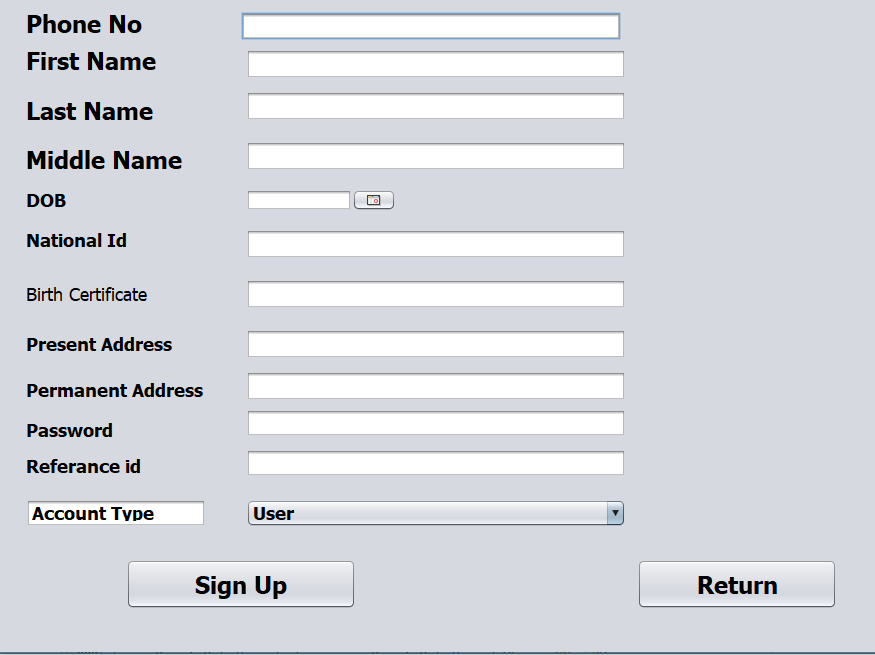 Phone No
First Name
Last Name
Middle Name
DOB
National Id
Birth Certificate
Present Address
Permanent Address
Password
Referance id
Account Type User
Sign Up Return